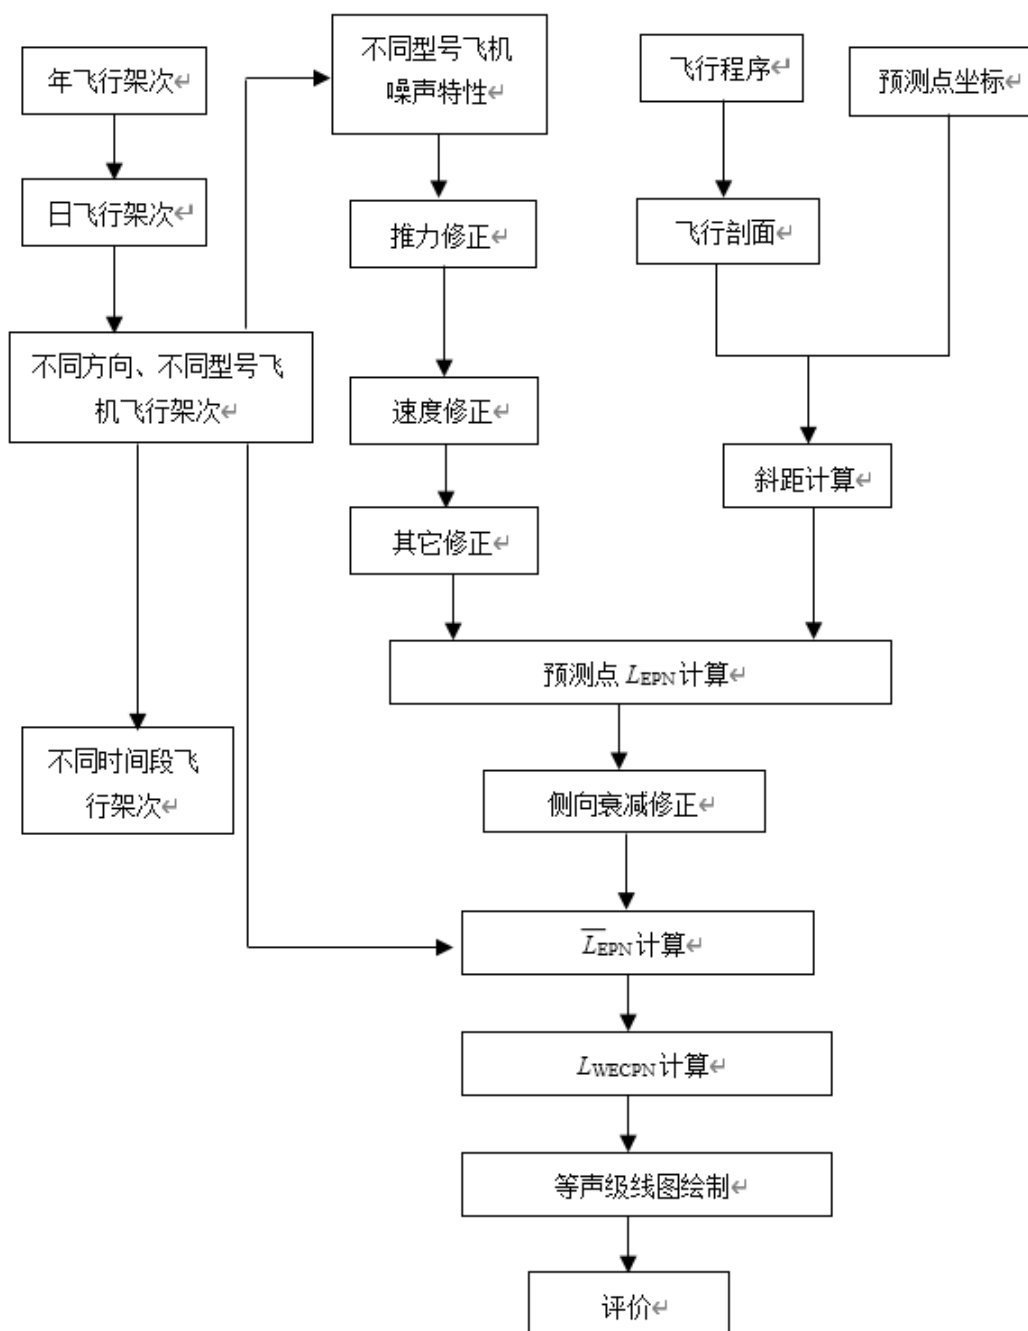 年飞行架次↵
不同型号飞机
噪声特性↵
飞行程序↵
预测点坐标↵
日飞行架次↵
推力修正↵
飞行剖面↵
不同方向、不同型号飞
机飞行架次↵
速度修正↵
斜距计算↵
其它修正↵
预测点 LEPN 计算↵
不同时间段飞
行架次↵
侧向衰减修正↵
L̅EPN 计算↵
LWECPN 计算↵
等声级线图绘制↵
评价↵